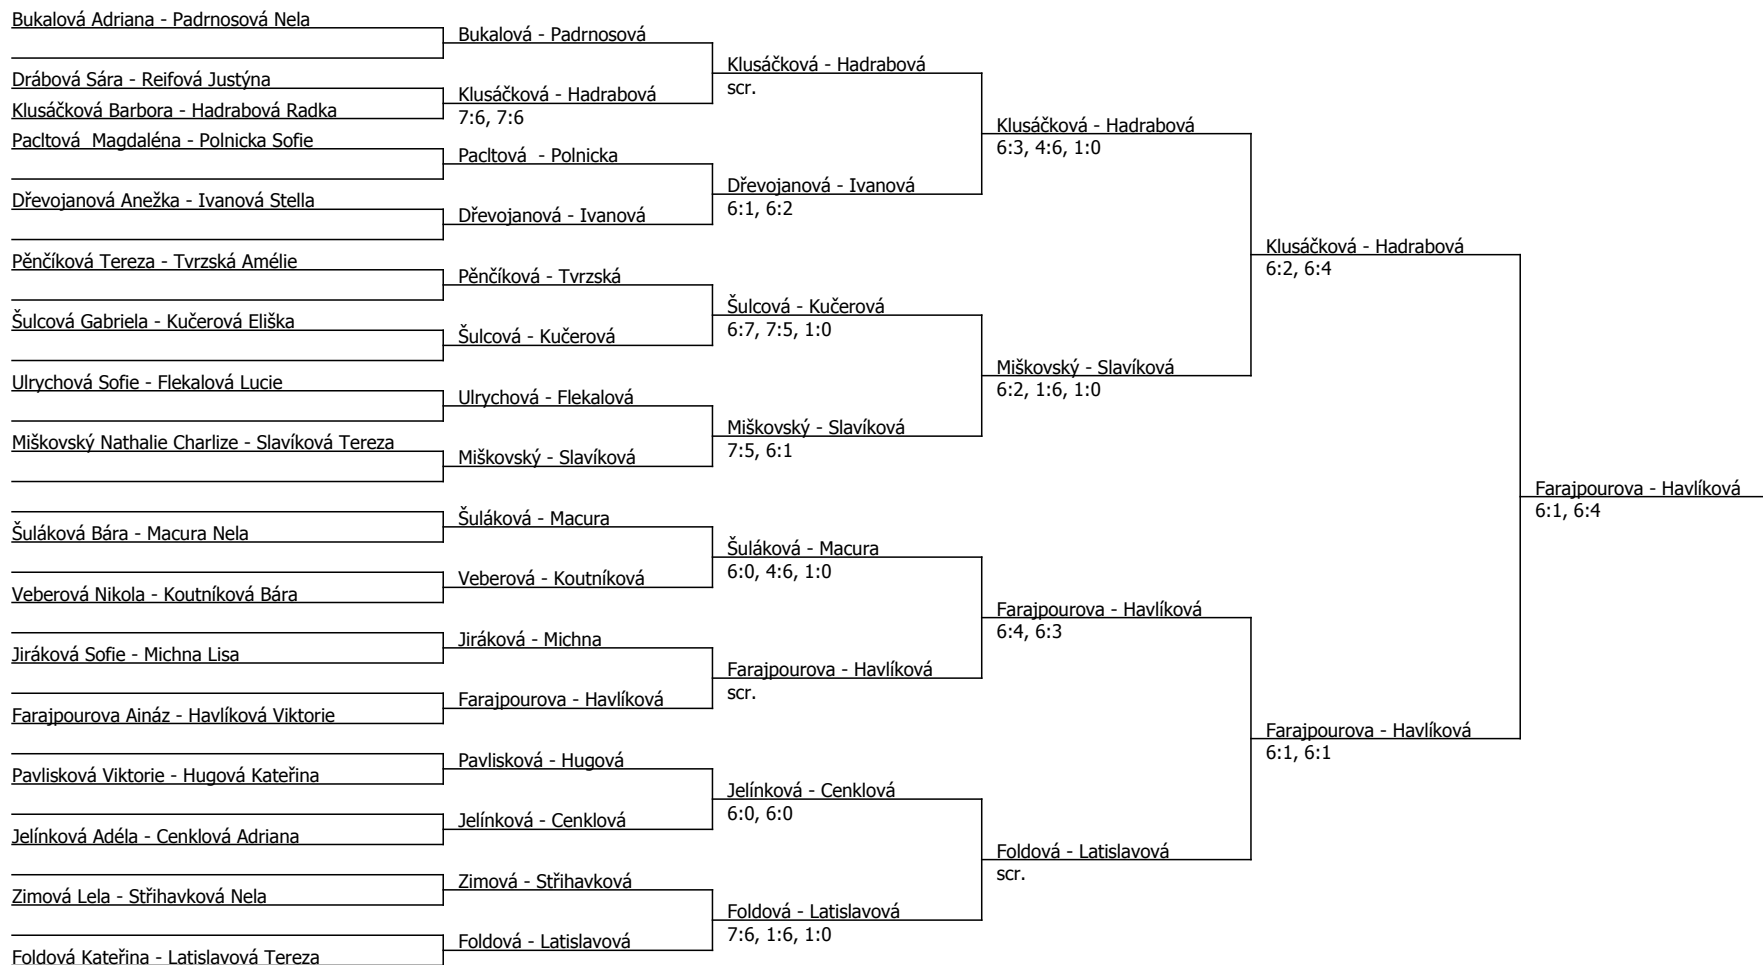 Bukalová Adriana - Padrnosová Nela
Drábová Sára - Reifová Justýna
Klusáčková Barbora - Hadrabová Radka
Pacltová  Magdaléna - Polnicka Sofie
Dřevojanová Anežka - Ivanová Stella
Pěnčíková Tereza - Tvrzská Amélie
Šulcová Gabriela - Kučerová Eliška
Ulrychová Sofie - Flekalová Lucie
Miškovský Nathalie Charlize - Slavíková Tereza
Šuláková Bára - Macura Nela
Veberová Nikola - Koutníková Bára
Jiráková Sofie - Michna Lisa
Farajpourova Aináz - Havlíková Viktorie
Pavlisková Viktorie - Hugová Kateřina
Jelínková Adéla - Cenklová Adriana
Zimová Lela - Střihavková Nela
Foldová Kateřina - Latislavová Tereza
Bukalová - Padrnosová
Klusáčková - Hadrabová
7:6, 7:6
Pacltová  - Polnicka
Dřevojanová - Ivanová
Pěnčíková - Tvrzská
Šulcová - Kučerová
Ulrychová - Flekalová
Miškovský - Slavíková
Šuláková - Macura
Veberová - Koutníková
Jiráková - Michna
Farajpourova - Havlíková
Pavlisková - Hugová
Jelínková - Cenklová
Zimová - Střihavková
Foldová - Latislavová
Klusáčková - Hadrabová
scr.
Dřevojanová - Ivanová
6:1, 6:2
Šulcová - Kučerová
6:7, 7:5, 1:0
Miškovský - Slavíková
7:5, 6:1
Šuláková - Macura
6:0, 4:6, 1:0
Farajpourova - Havlíková
scr.
Jelínková - Cenklová
6:0, 6:0
Foldová - Latislavová
7:6, 1:6, 1:0
Klusáčková - Hadrabová
6:3, 4:6, 1:0
Miškovský - Slavíková
6:2, 1:6, 1:0
Farajpourova - Havlíková
6:4, 6:3
Foldová - Latislavová
scr.
Klusáčková - Hadrabová
6:2, 6:4
Farajpourova - Havlíková
6:1, 6:1
Farajpourova - Havlíková
6:1, 6:4